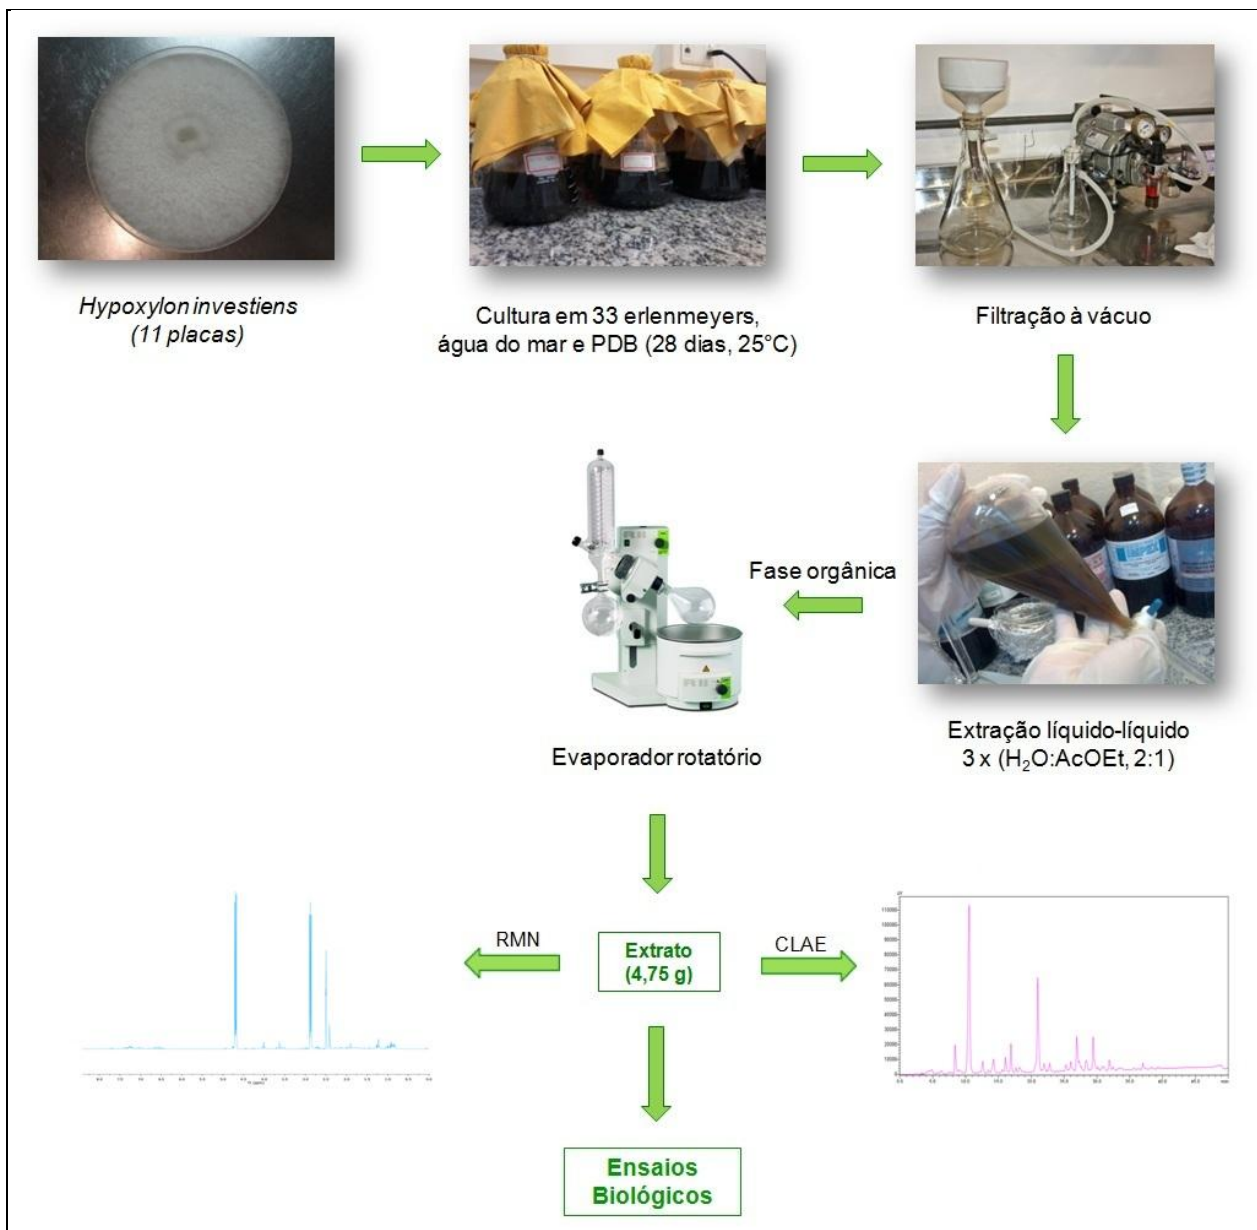 Hypoxylon investiens
(11 placas)
Cultura em 33 erlenmeyers,
água do mar e PDB (28 dias, 25°C)
Filtração à vácuo
IMPEX
Fase orgânica
Evaporador rotatório
Extração líquido-líquido
3 x (H₂O:AcOEt, 2:1)
RMN
Extrato
(4,75 g)
CLAE
Ensaios
Biológicos